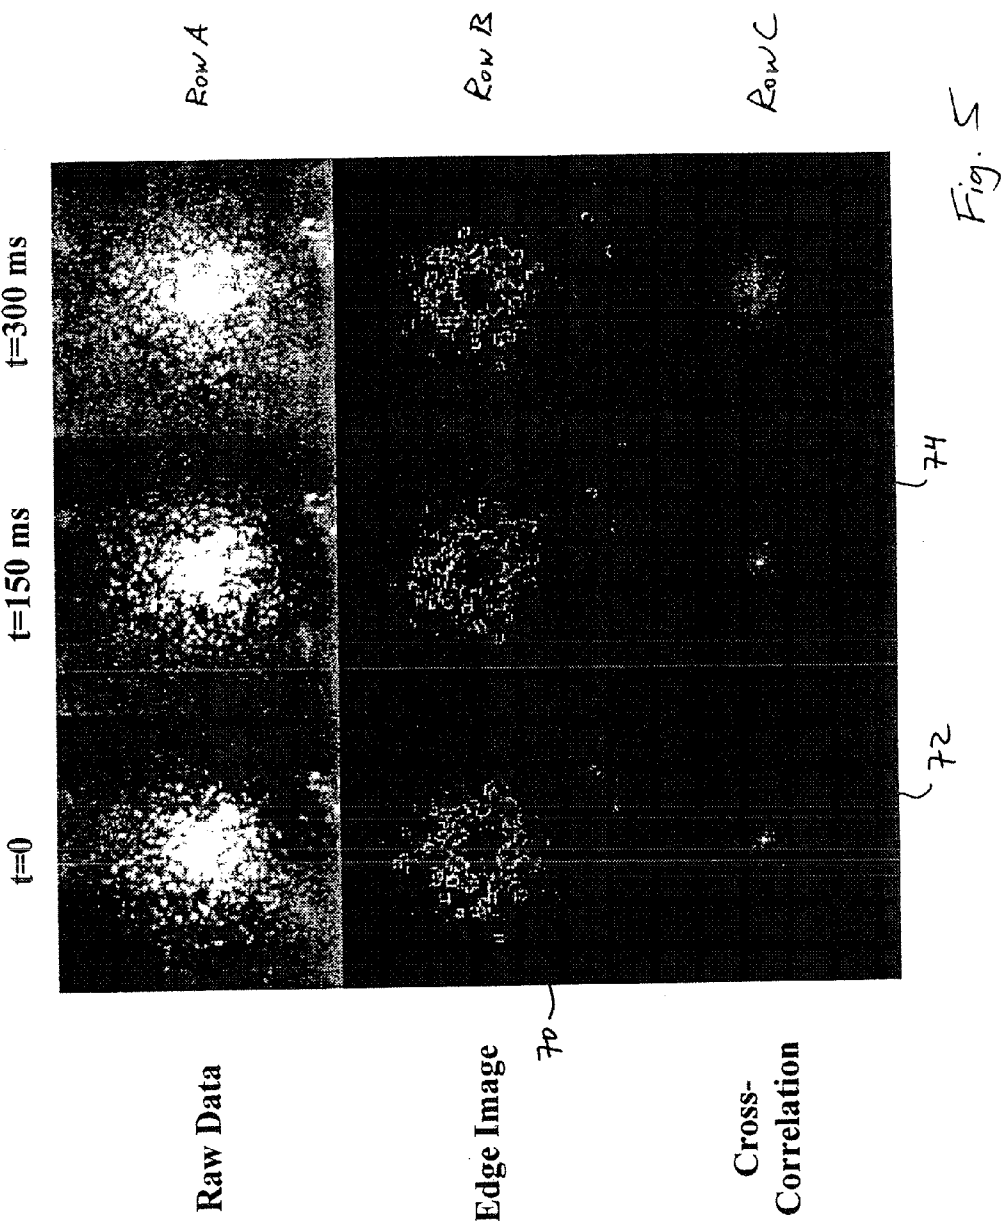 t=0
t=150 ms
t=300 ms
Raw Data
Row A
Edge Image
Row B
70
Cross-
Correlation
Row C
72
74
Fig. 5